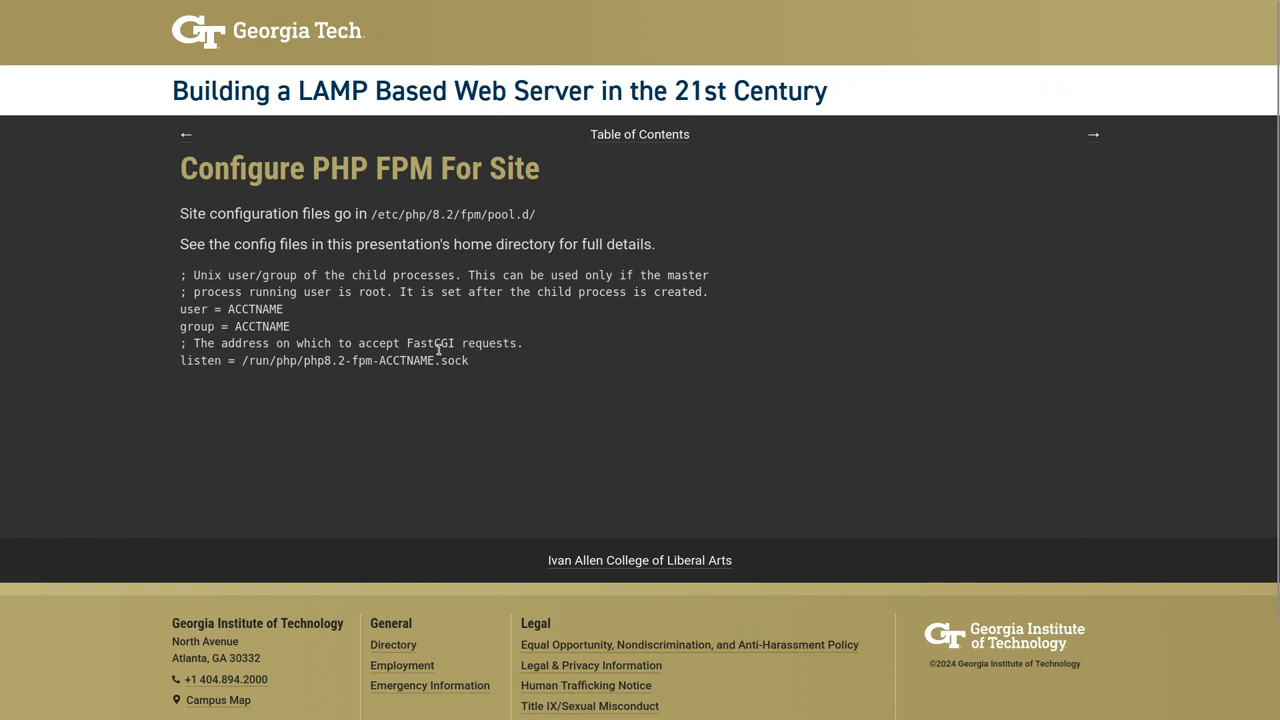 Georgia Tech.
Building a LAMP Based Web Server in the 21st Century
← Table of Contents →
Configure PHP FPM For Site
Site configuration files go in /etc/php/8.2/fpm/pool.d/
See the config files in this presentation's home directory for full details.
; Unix user/group of the child processes. This can be used only if the master
; process running user is root. It is set after the child process is created.
user = ACCTNAME
group = ACCTNAME
; The address on which to accept FastCGI requests.
listen = /run/php/php8.2-fpm-ACCTNAME.sock
Ivan Allen College of Liberal Arts
Georgia Institute of Technology
North Avenue
Atlanta, GA 30332
+1 404.894.2000
Campus Map
General
Directory
Employment
Emergency Information
Legal
Equal Opportunity, Nondiscrimination, and Anti-Harassment Policy
Legal & Privacy Information
Human Trafficking Notice
Title IX/Sexual Misconduct
Georgia Institute
of Technology
©2024 Georgia Institute of Technology